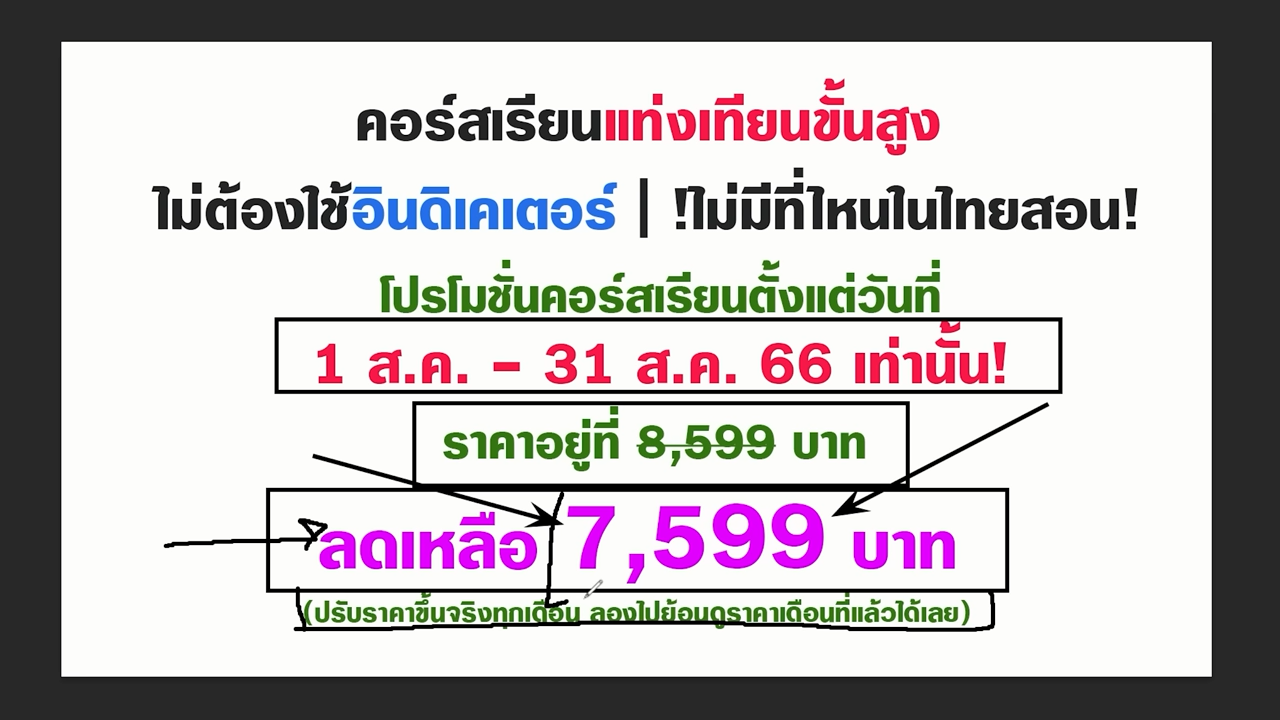 คอร์สเรียนแท่งเทียนขั้นสูง
ไม่ต้องใช้อินดิเคเตอร์ | !ไม่มีที่ไหนในไทยสอน!
โปรโมชั่นคอร์สเรียนตั้งแต่วันที่
1 ส.ค. – 31 ส.ค. 66 เท่านั้น!
ราคาอยู่ที่ 8,599 บาท
ลดเหลือ 7,599 บาท
(ปรับราคาขึ้นจริงทุกเดือน ลองไปย้อนดูราคาเดือนที่แล้วได้เลย)